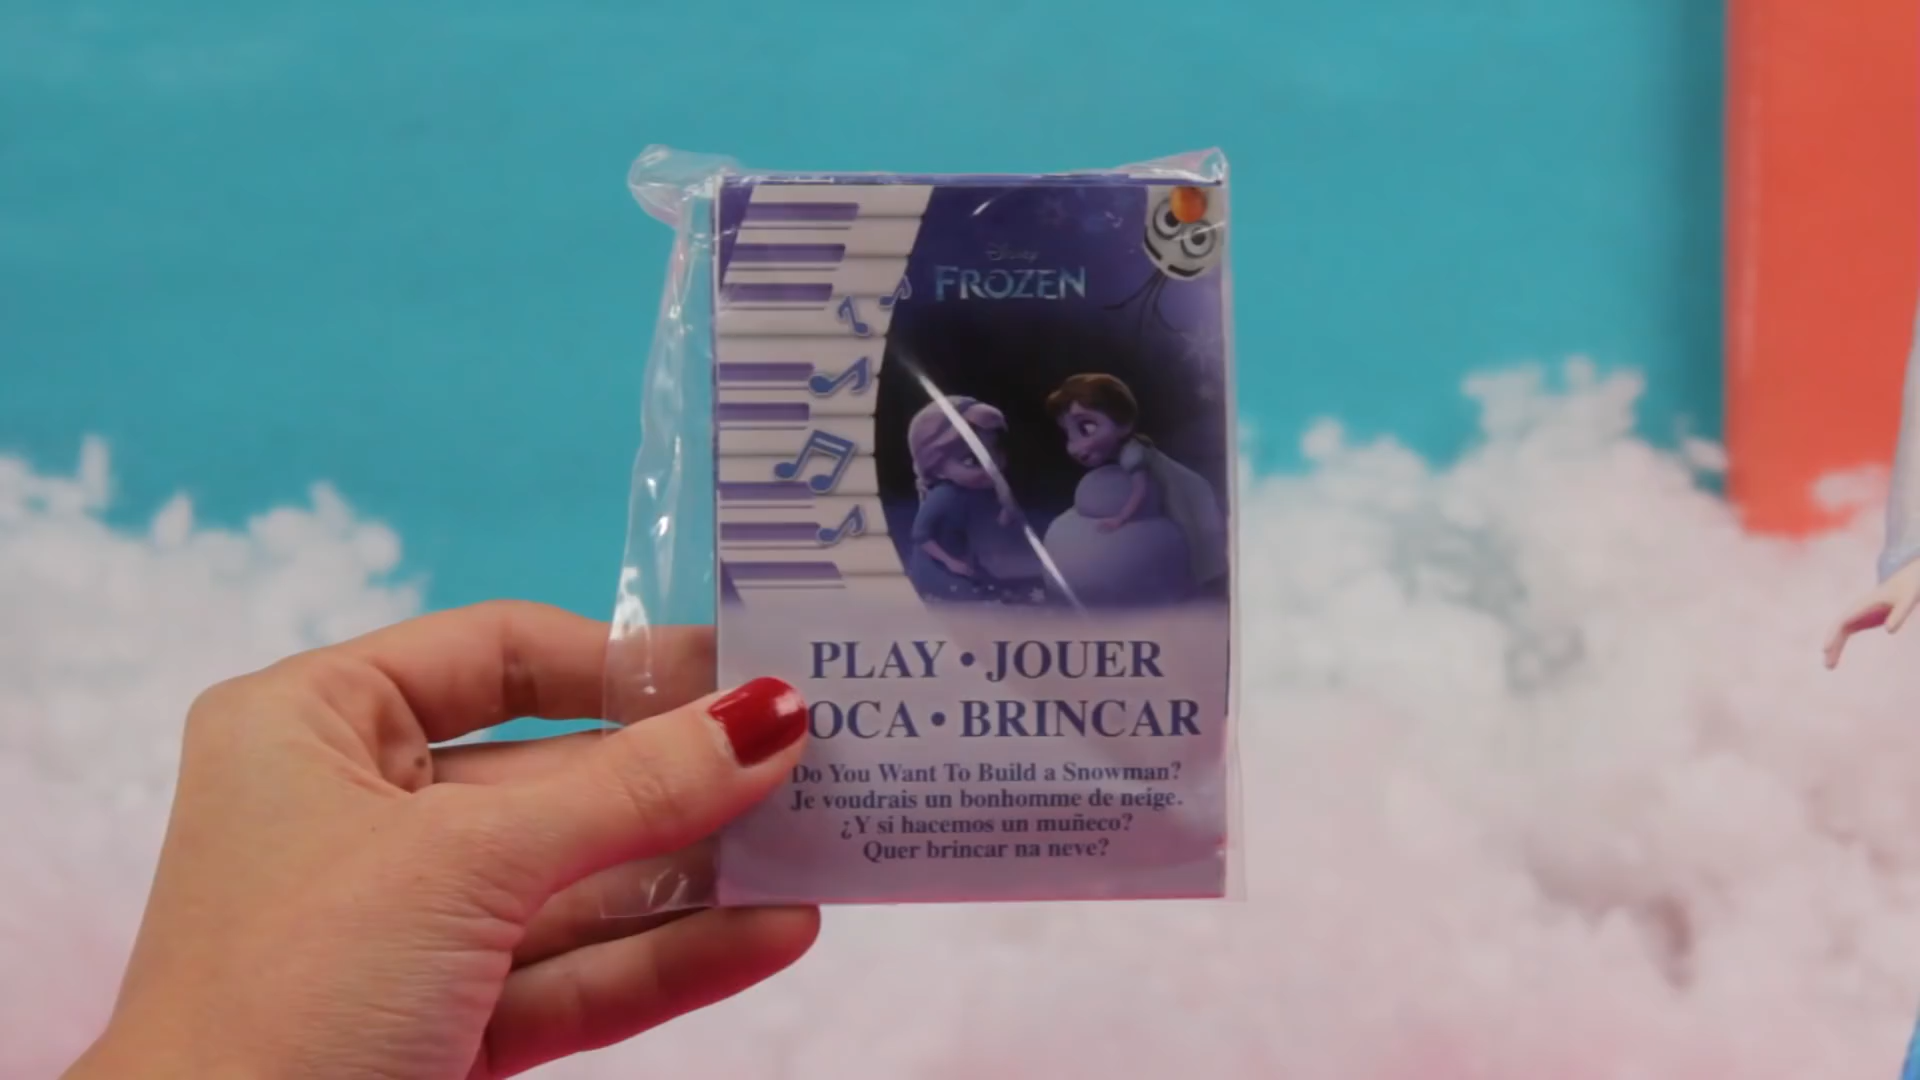 Disney
FROZEN
PLAY • JOUER
OCA • BRINCAR
Do You Want To Build a Snowman?
Je voudrais un bonhomme de neige.
¿Y si hacemos un muñeco?
Quer brincar na neve?